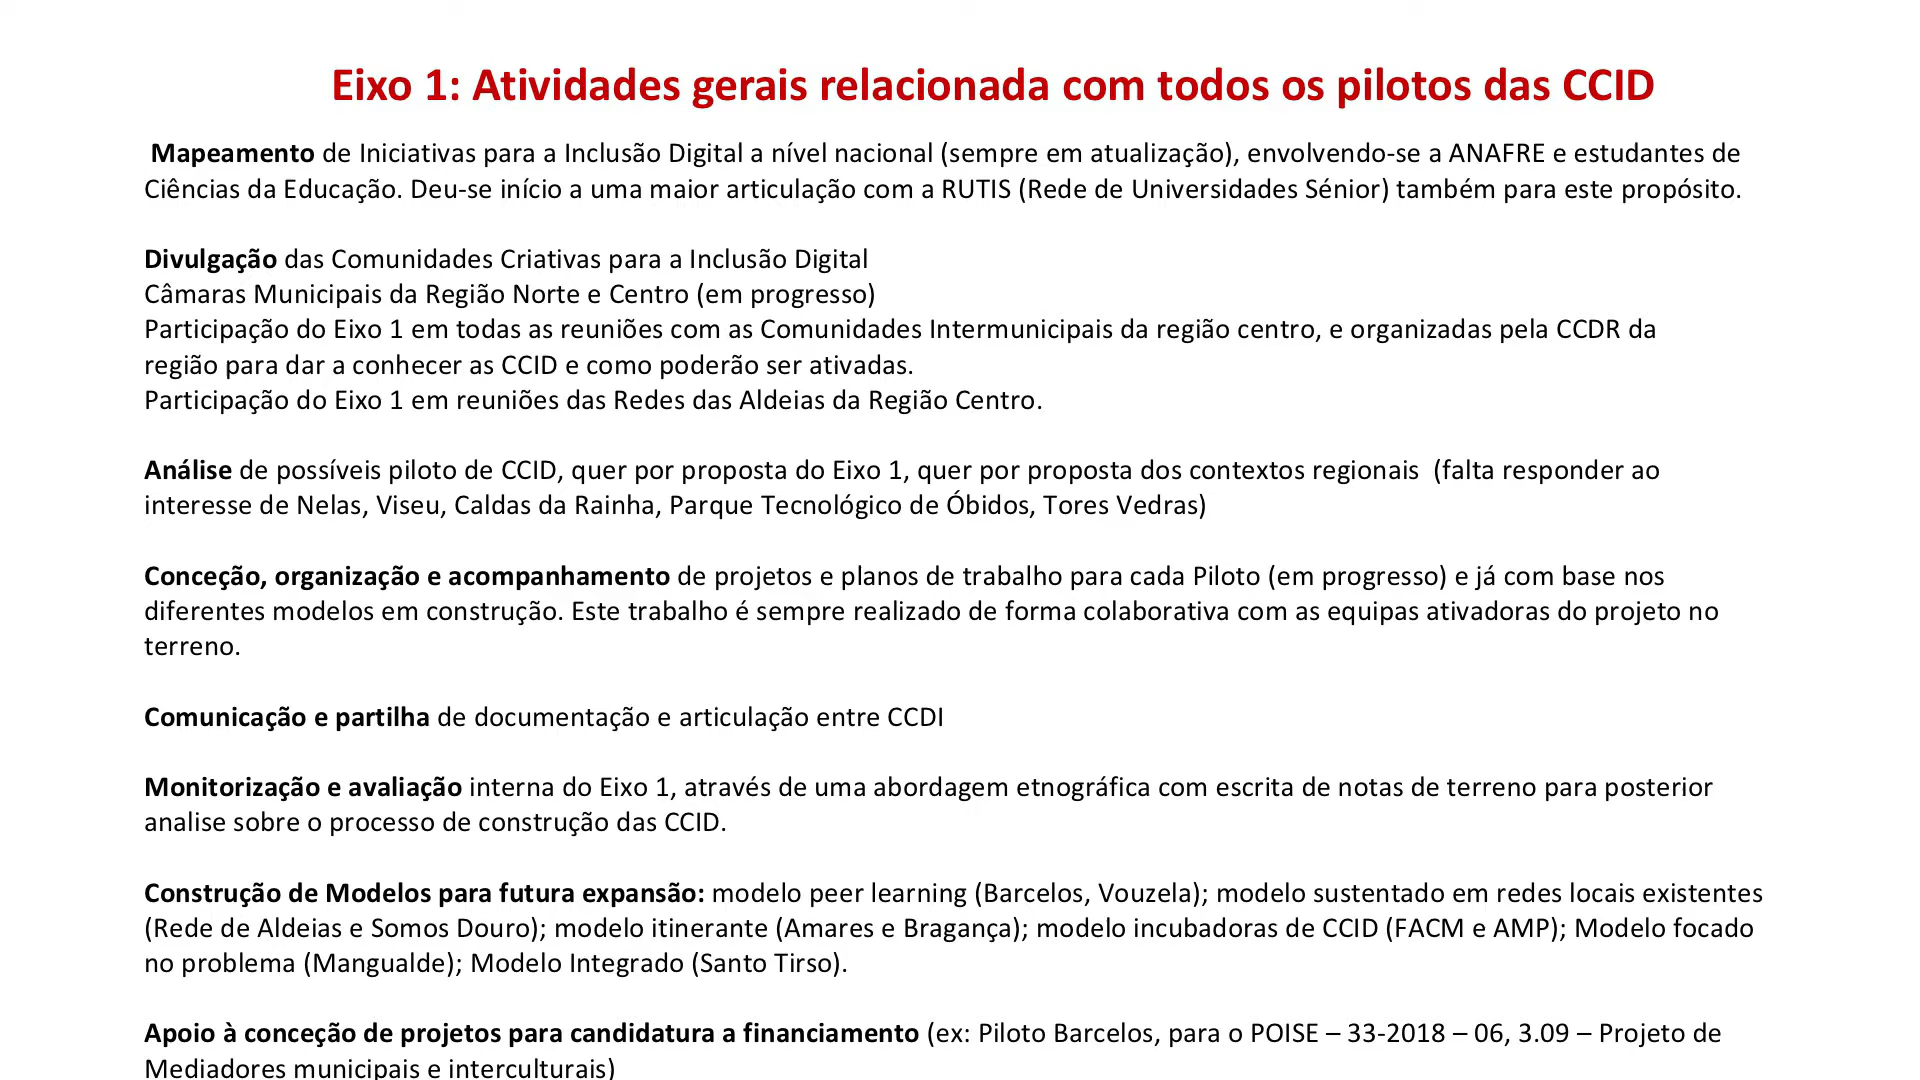 Eixo 1: Atividades gerais relacionada com todos os pilotos das CCID
Mapeamento de Iniciativas para a Inclusão Digital a nível nacional (sempre em atualização), envolvendo-se a ANAFRE e estudantes de
Ciências da Educação. Deu-se início a uma maior articulação com a RUTIS (Rede de Universidades Sénior) também para este propósito.
Divulgação das Comunidades Criativas para a Inclusão Digital
Câmaras Municipais da Região Norte e Centro (em progresso)
Participação do Eixo 1 em todas as reuniões com as Comunidades Intermunicipais da região centro, e organizadas pela CCDR da
região para dar a conhecer as CCID e como poderão ser ativadas.
Participação do Eixo 1 em reuniões das Redes das Aldeias da Região Centro.
Análise de possíveis piloto de CCID, quer por proposta do Eixo 1, quer por proposta dos contextos regionais  (falta responder ao
interesse de Nelas, Viseu, Caldas da Rainha, Parque Tecnológico de Óbidos, Tores Vedras)
Conceção, organização e acompanhamento de projetos e planos de trabalho para cada Piloto (em progresso) e já com base nos
diferentes modelos em construção. Este trabalho é sempre realizado de forma colaborativa com as equipas ativadoras do projeto no
terreno.
Comunicação e partilha de documentação e articulação entre CCDI
Monitorização e avaliação interna do Eixo 1, através de uma abordagem etnográfica com escrita de notas de terreno para posterior
analise sobre o processo de construção das CCID.
Construção de Modelos para futura expansão: modelo peer learning (Barcelos, Vouzela); modelo sustentado em redes locais existentes
(Rede de Aldeias e Somos Douro); modelo itinerante (Amares e Bragança); modelo incubadoras de CCID (FACM e AMP); Modelo focado
no problema (Mangualde); Modelo Integrado (Santo Tirso).
Apoio à conceção de projetos para candidatura a financiamento (ex: Piloto Barcelos, para o POISE – 33-2018 – 06, 3.09 – Projeto de
Mediadores municipais e interculturais)